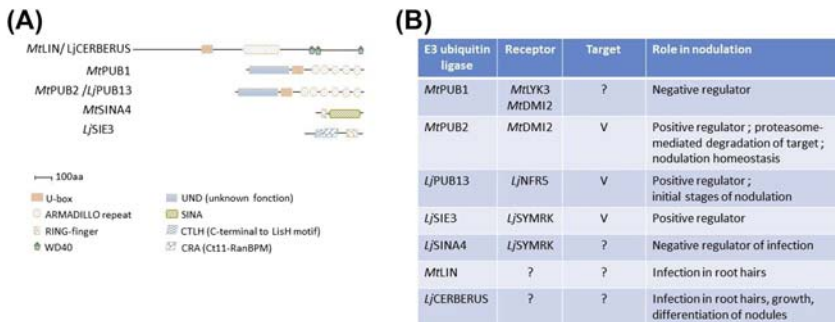 (A)
MtLIN/ LjCERBERUS
MtPUB1
MtPUB2 /LjPUB13
MtSINA4
LjSIE3
100aa
U-box
ARMADILLO repeat
RING-finger
WD40
UND (unknown fonction)
SINA
CTLH (C-terminal to LisH motif)
CRA (Ct11-RanBPM)
(B)
E3 ubiquitin ligase Receptor Target Role in nodulation
MtPUB1 MtLYK3 ? Negative regulator
MtDMI2
MtPUB2 MtDMI2 V Positive regulator ; proteasome-
mediated degradation of target ;
nodulation homeostasis
LjPUB13 LjNFR5 V Positive regulator ;
initial stages of nodulation
LjSIE3 LjSYMRK V Positive regulator
LjSINA4 LjSYMRK ? Negative regulator of infection
MtLIN ? ? Infection in root hairs
LjCERBERUS ? ? Infection in root hairs, growth,
differentiation of nodules